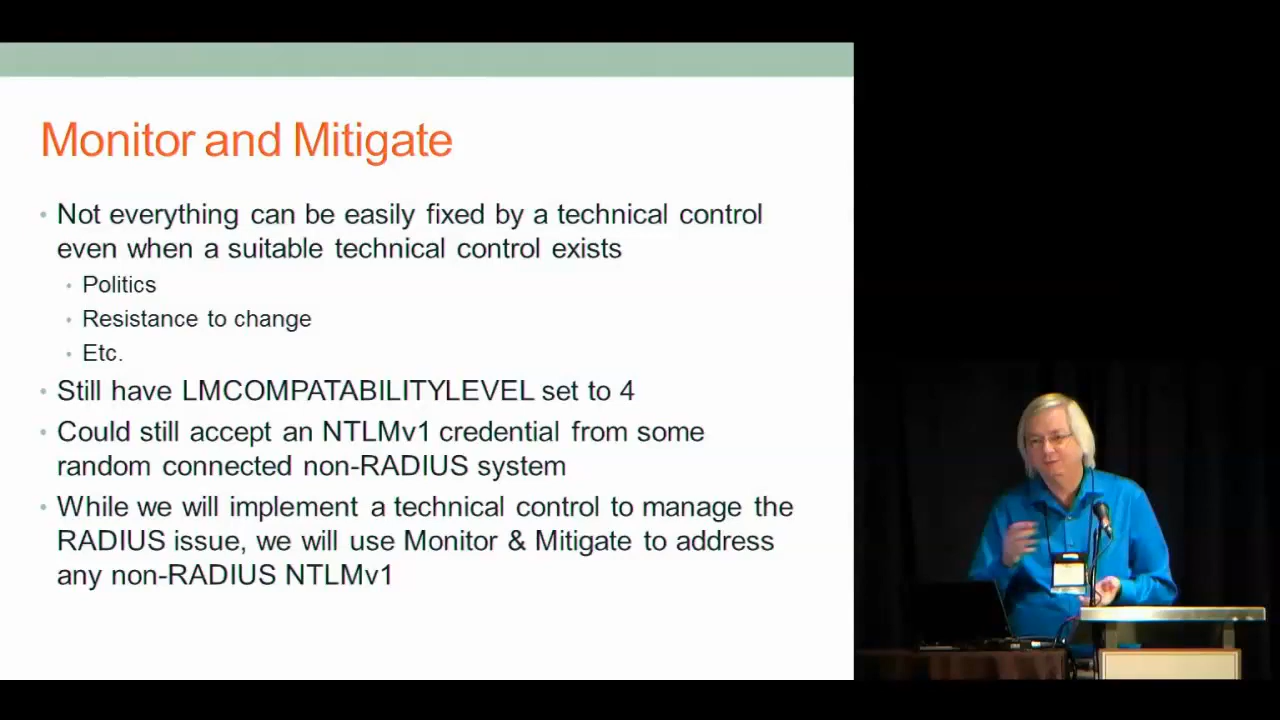 Monitor and Mitigate
• Not everything can be easily fixed by a technical control
even when a suitable technical control exists
• Politics
• Resistance to change
• Etc.
• Still have LMCOMPATABILITYLEVEL set to 4
• Could still accept an NTLMv1 credential from some
random connected non-RADIUS system
• While we will implement a technical control to manage the
RADIUS issue, we will use Monitor & Mitigate to address
any non-RADIUS NTLMv1